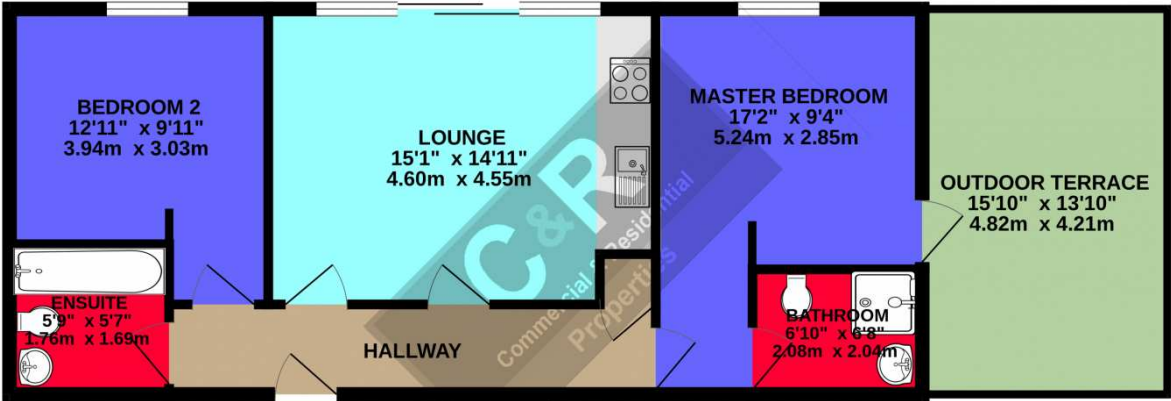 BEDROOM 2
12'11" x 9'11"
3.94m x 3.03m
LOUNGE
15'1" x 14'11"
4.60m x 4.55m
MASTER BEDROOM
17'2" x 9'4"
5.24m x 2.85m
OUTDOOR TERRACE
15'10" x 13'10"
4.82m x 4.21m
ENSUITE
5'9" x 5'7"
1.76m x 1.69m
HALLWAY
BATHROOM
6'10" x 6'8"
2.08m x 2.04m
C&R
Commercial & Residential
Properties